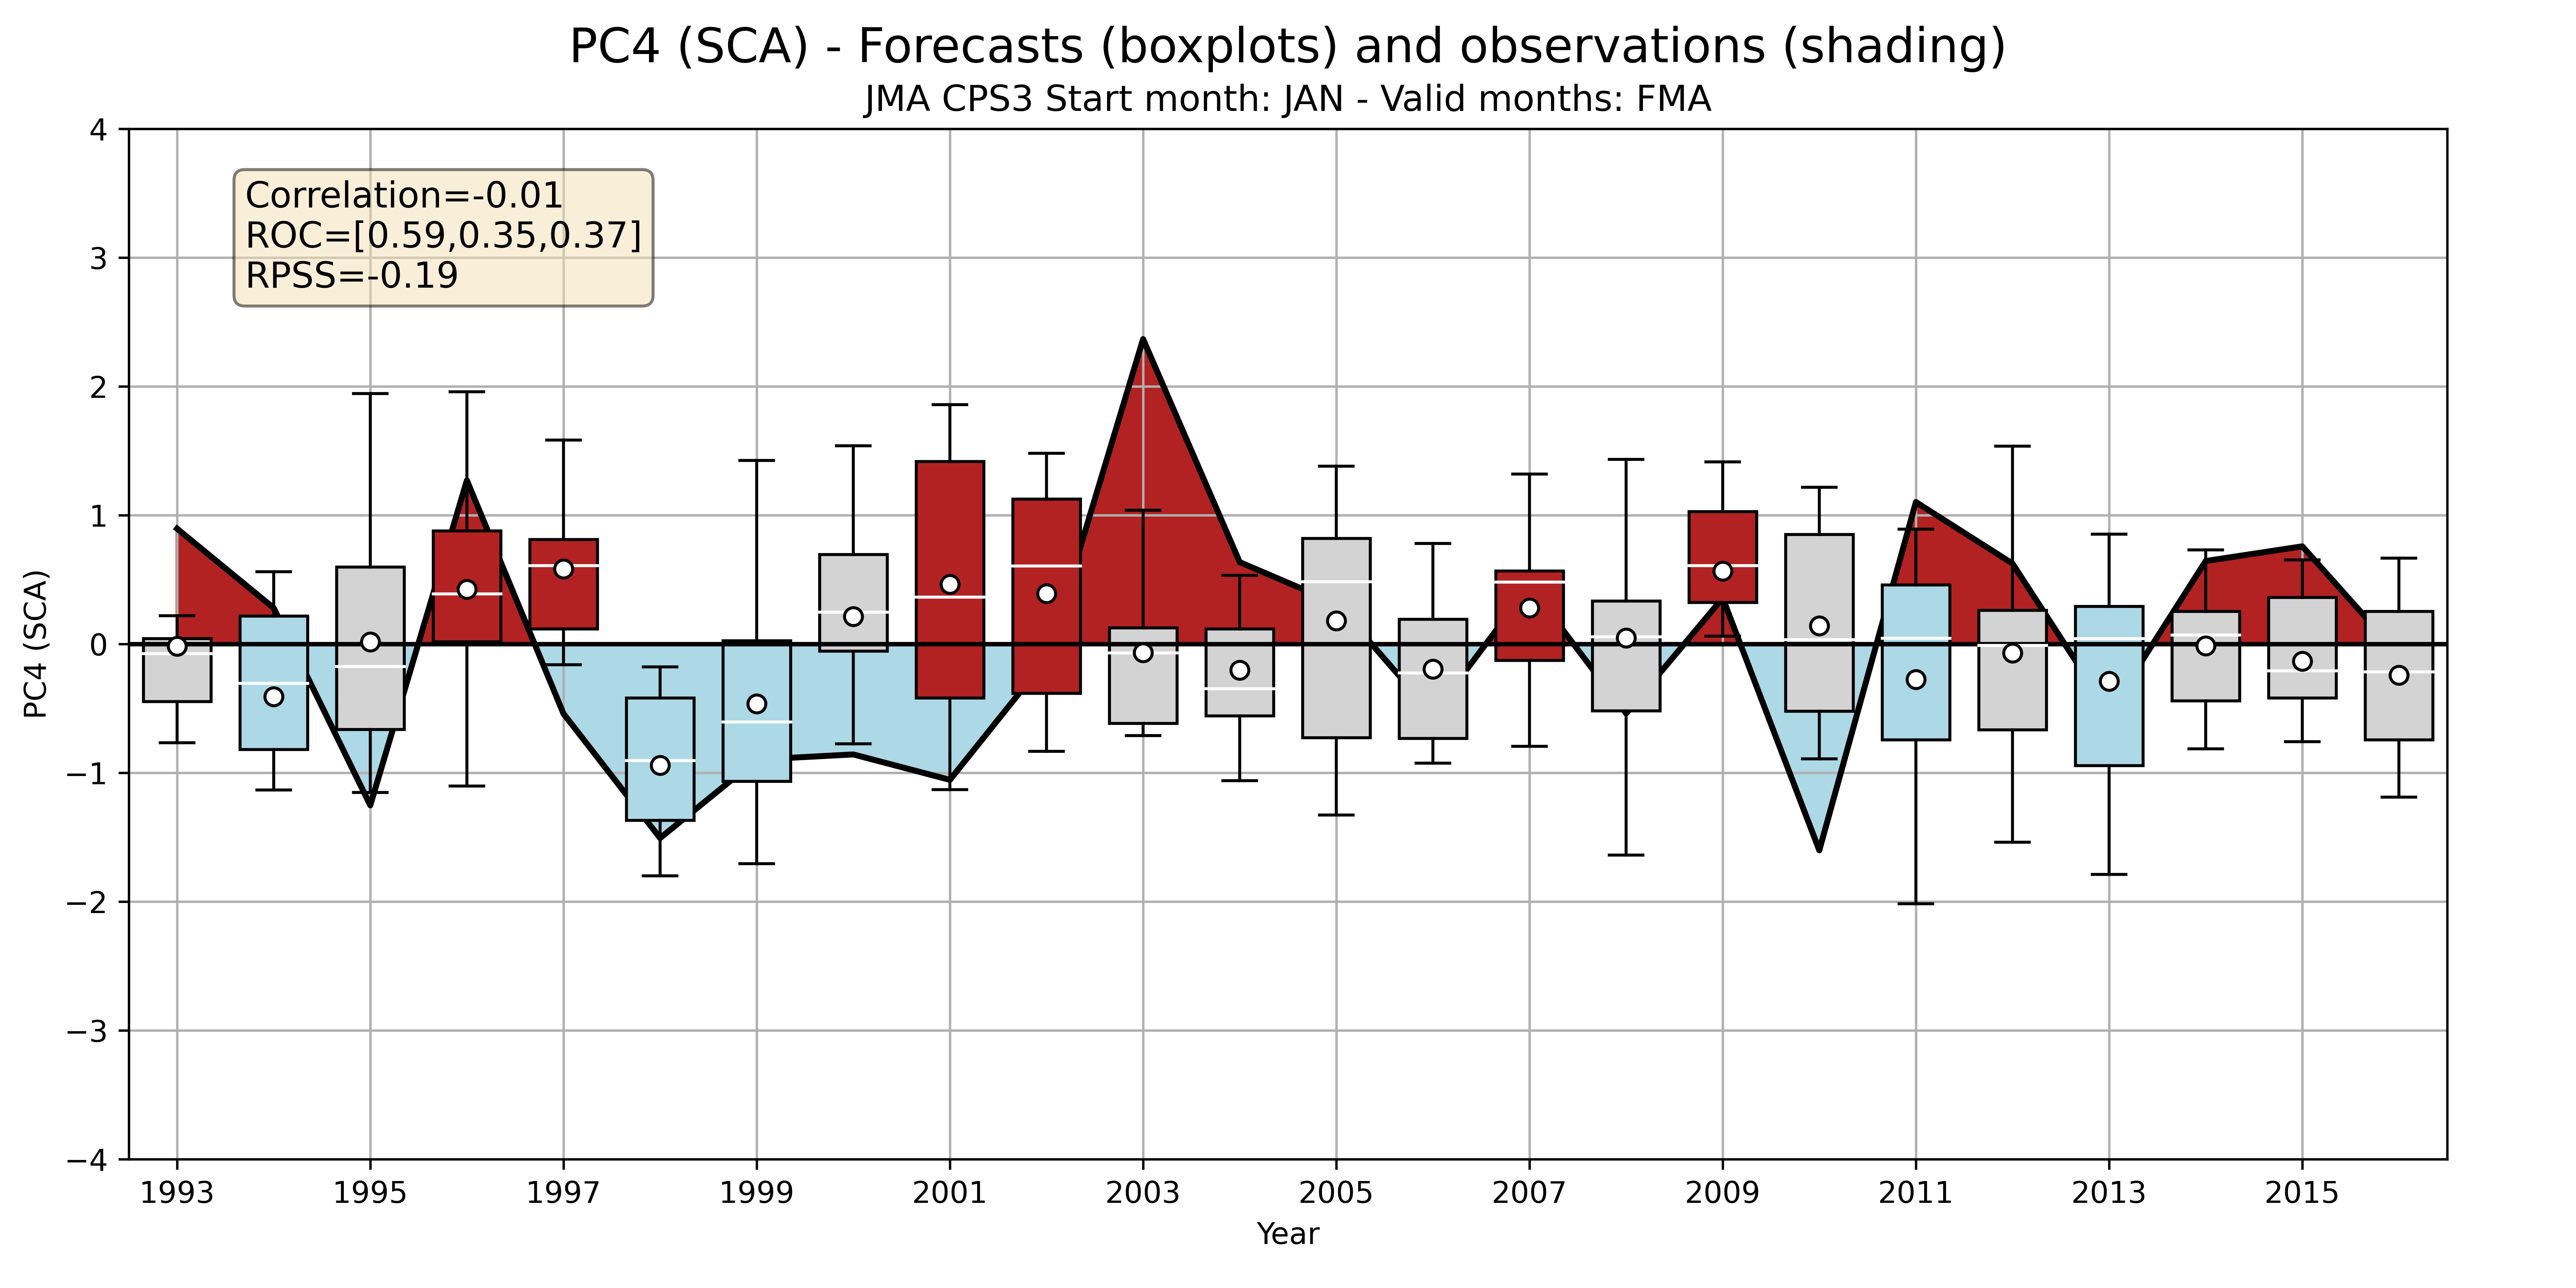 PC4 (SCA) - Forecasts (boxplots) and observations (shading)
JMA CPS3 Start month: JAN - Valid months: FMA
Correlation=-0.01
ROC=[0.59,0.35,0.37]
RPSS=-0.19
PC4 (SCA)
4
3
2
1
0
−1
−2
−3
−4
1993 1995 1997 1999 2001 2003 2005 2007 2009 2011 2013 2015
Year